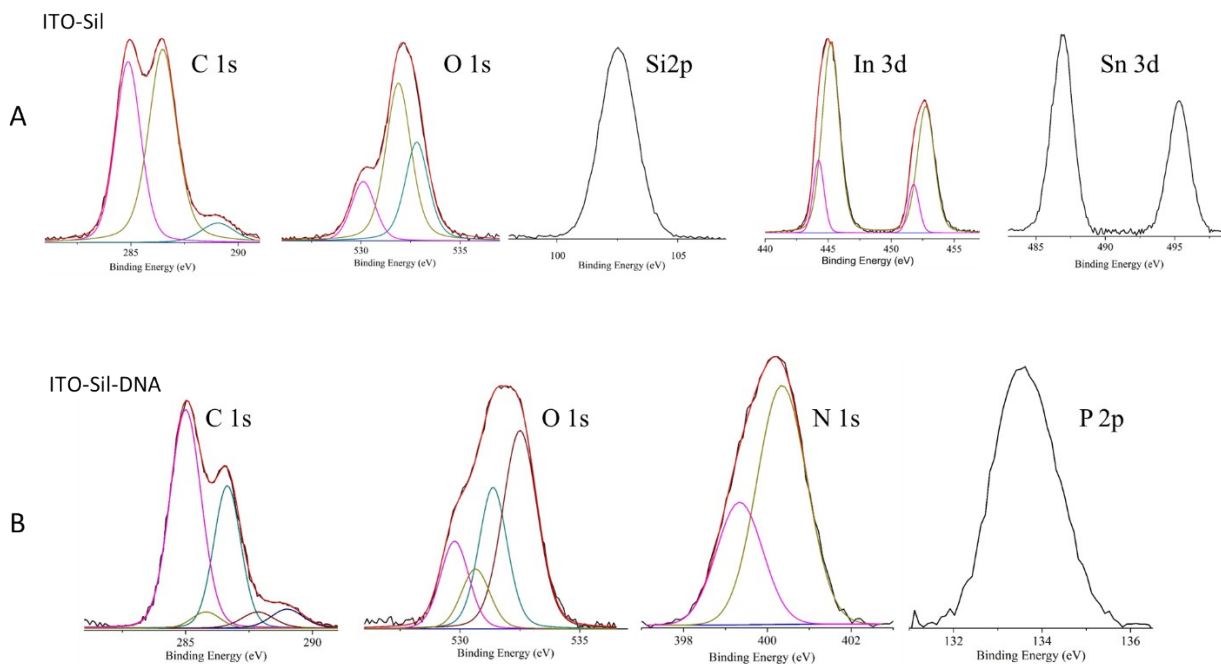 ITO-Sil
A
C 1s
O 1s
Si2p
In 3d
Sn 3d
285 290
530 535
100 105
440 445 450 455
485 490 495
Binding Energy (eV)
Binding Energy (eV)
Binding Energy (eV)
Binding Energy (eV)
Binding Energy (eV)
ITO-Sil-DNA
B
C 1s
O 1s
N 1s
P 2p
285 290
530 535
398 400 402
132 134 136
Binding Energy (eV)
Binding Energy (eV)
Binding Energy (eV)
Binding Energy (eV)